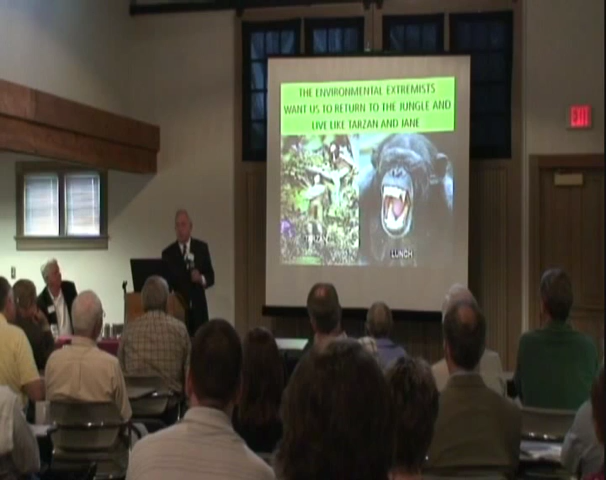 THE ENVIRONMENTAL EXTREMISTS
WANT US TO RETURN TO THE JUNGLE AND
LIVE LIKE TARZAN AND JANE
LUNCH
EXIT